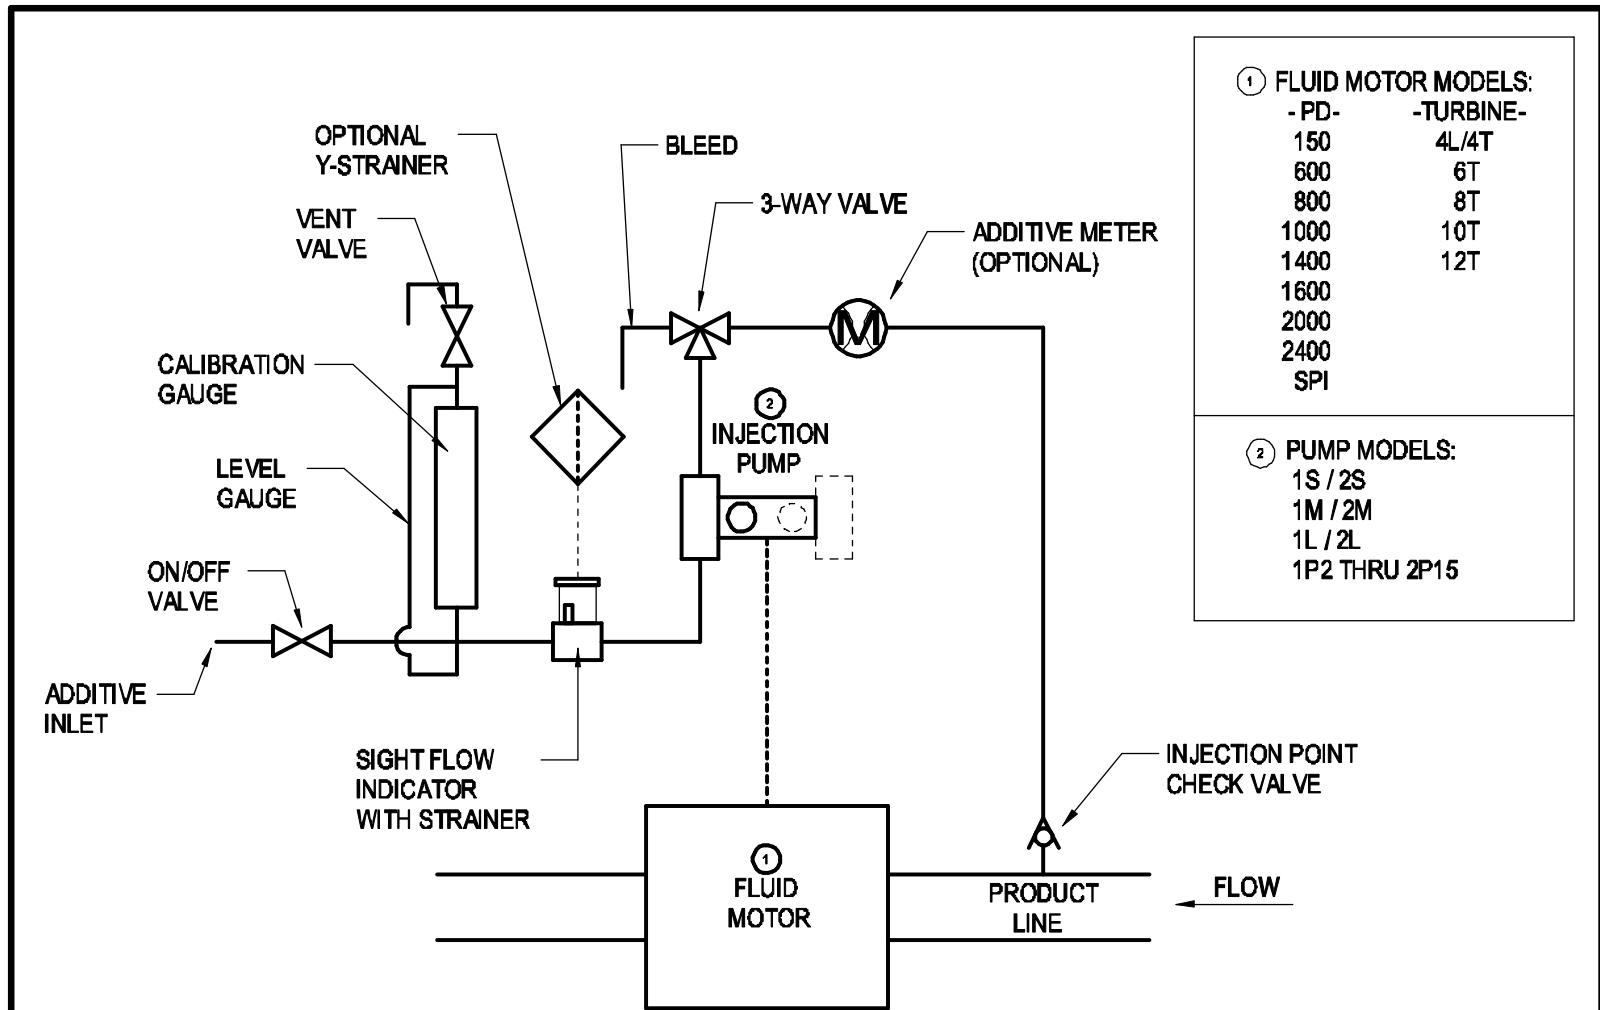 OPTIONAL
Y-STRAINER
BLEED
3-WAY VALVE
VENT
VALVE
ADDITIVE METER
(OPTIONAL)
M
CALIBRATION
GAUGE
2
INJECTION
PUMP
LEVEL
GAUGE
ON/OFF
VALVE
ADDITIVE
INLET
SIGHT FLOW
INDICATOR
WITH STRAINER
INJECTION POINT
CHECK VALVE
1
FLUID
MOTOR
PRODUCT
LINE
FLOW
1 FLUID MOTOR MODELS:
- PD- -TURBINE-
150 4L/4T
600 6T
800 8T
1000 10T
1400 12T
1600
2000
2400
SPI
2 PUMP MODELS:
1S / 2S
1M / 2M
1L / 2L
1P2 THRU 2P15